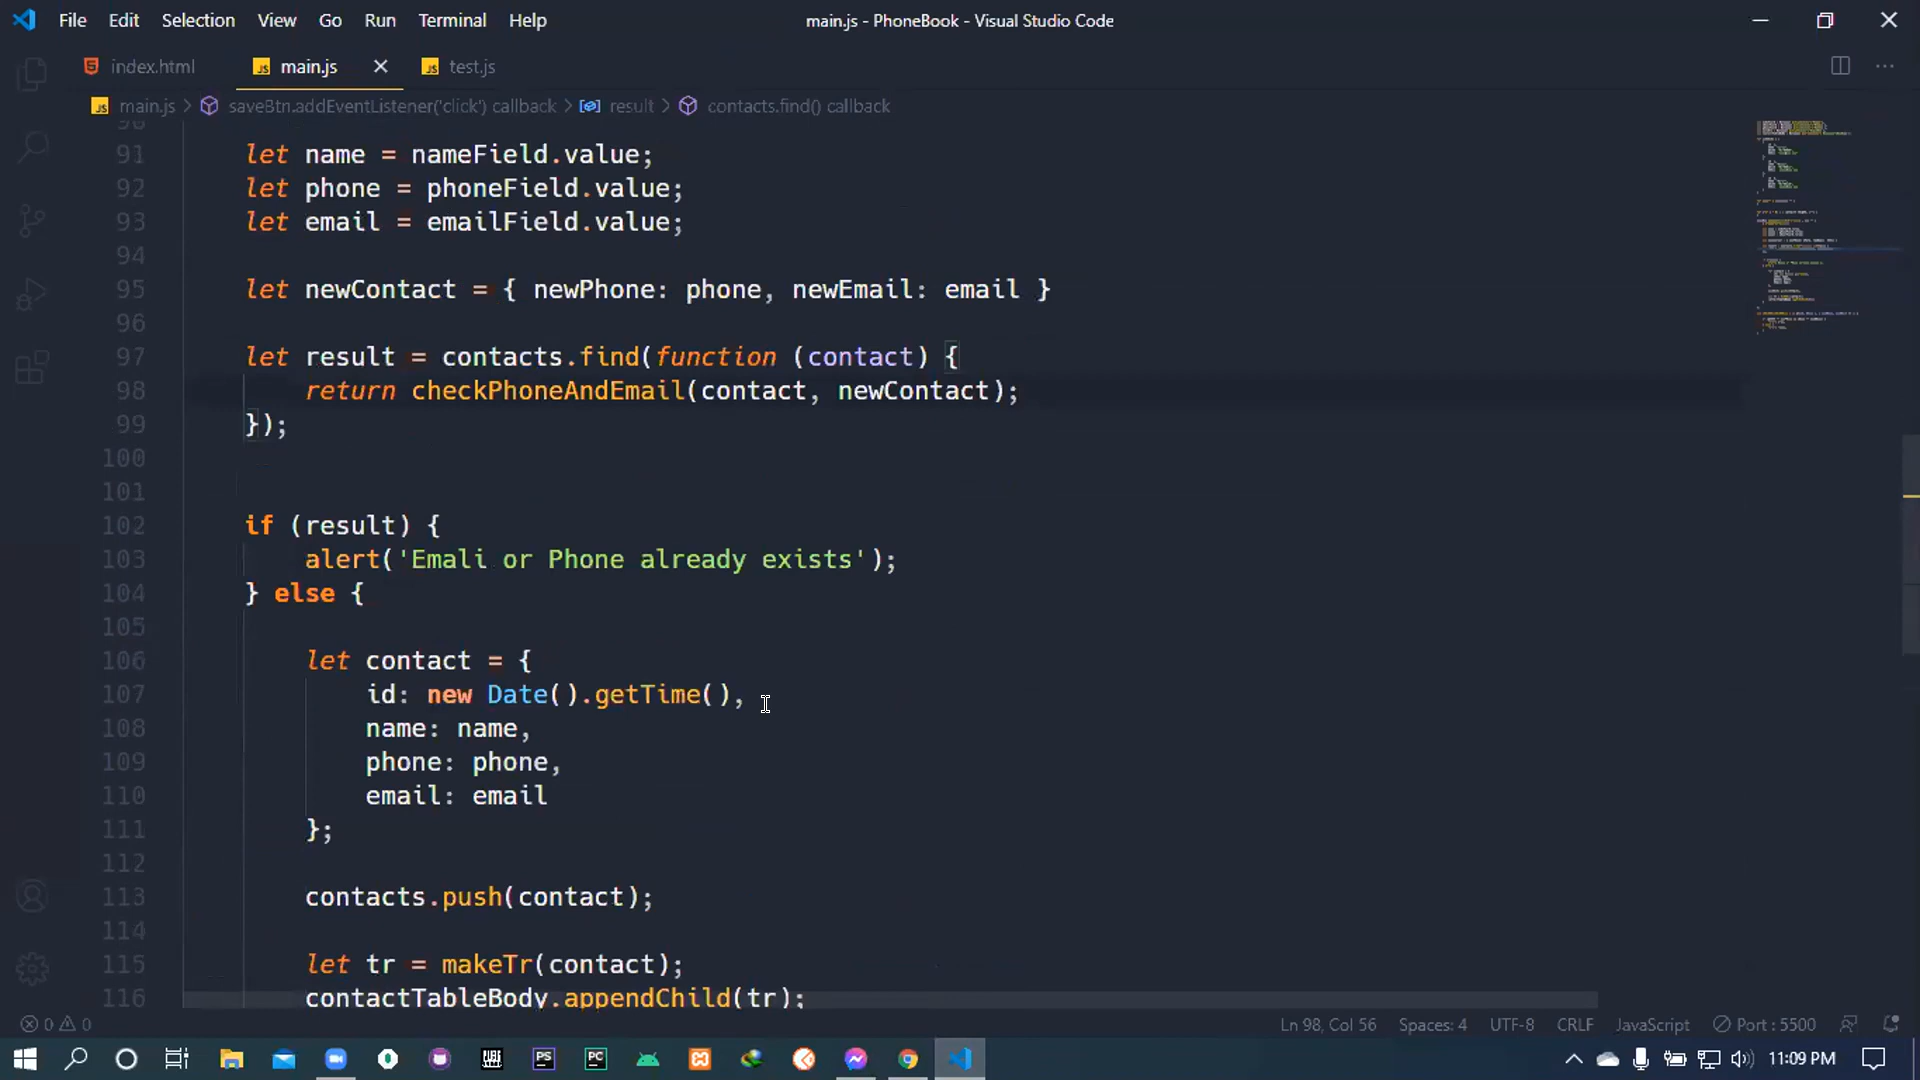 File Edit Selection View Go Run Terminal Help main.js - PhoneBook - Visual Studio Code
index.html main.js test.js
main.js > saveBtn.addEventListener('click') callback > result > contacts.find() callback
90
91 let name = nameField.value;
92 let phone = phoneField.value;
93 let email = emailField.value;
94
95 let newContact = { newPhone: phone, newEmail: email }
96
97 let result = contacts.find(function (contact) {
98 return checkPhoneAndEmail(contact, newContact);
99 });
100
101
102 if (result) {
103 alert('Emali or Phone already exists');
104 } else {
105
106 let contact = {
107 id: new Date().getTime(),
108 name: name,
109 phone: phone,
110 email: email
111 };
112
113 contacts.push(contact);
114
115 let tr = makeTr(contact);
116 contactTableBody.appendChild(tr);
0 0 Ln 98, Col 56 Spaces: 4 UTF-8 CRLF JavaScript Port : 5500
PS PC 11:09 PM